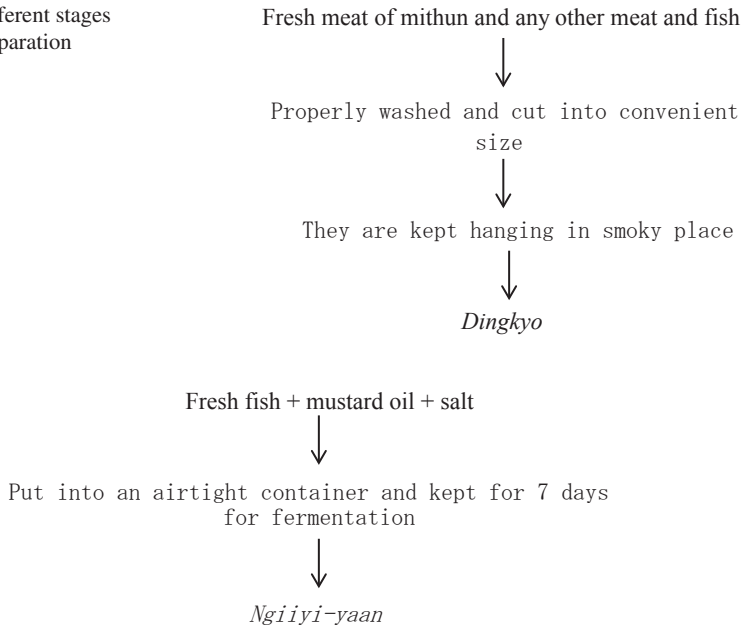 ferent stages
paration
Fresh meat of mithun and any other meat and fish
Properly washed and cut into convenient
size
They are kept hanging in smoky place
Dingkyo
Fresh fish + mustard oil + salt
Put into an airtight container and kept for 7 days
for fermentation
Ngiiyi-yaan